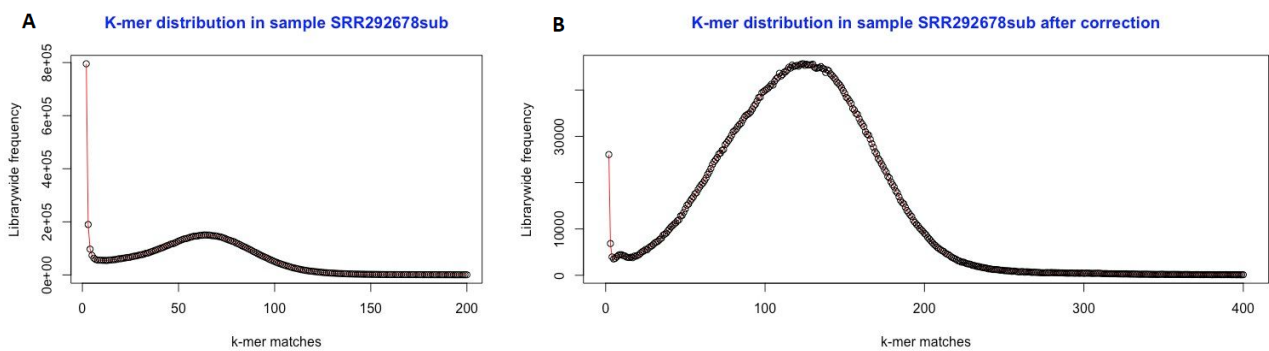 A
K-mer distribution in sample SRR292678sub
Librarywide frequency
0e+00
2e+05
4e+05
6e+05
8e+05
0
50
100
150
200
k-mer matches
B
K-mer distribution in sample SRR292678sub after correction
Librarywide frequency
0
10000
30000
0
100
200
300
400
k-mer matches